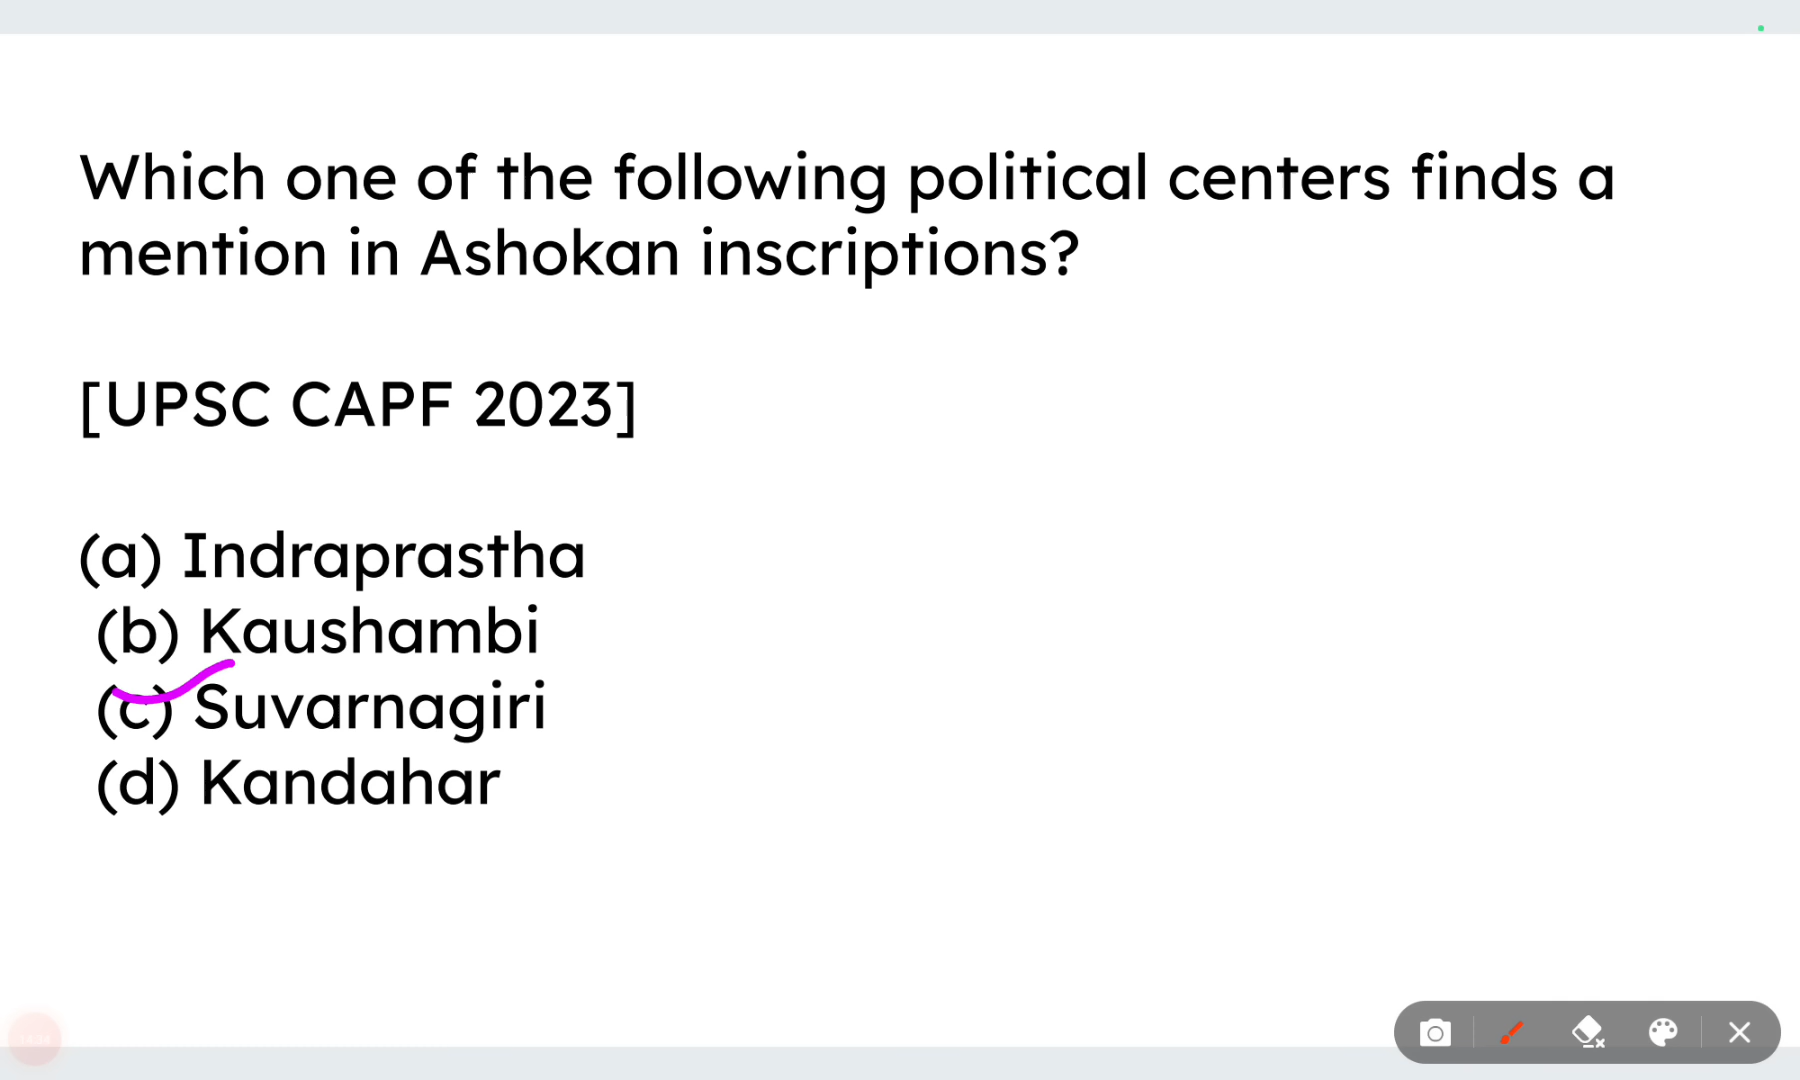 Which one of the following political centers finds a
mention in Ashokan inscriptions?
[UPSC CAPF 2023]
(a) Indraprastha
(b) Kaushambi
(c) Suvarnagiri
(d) Kandahar